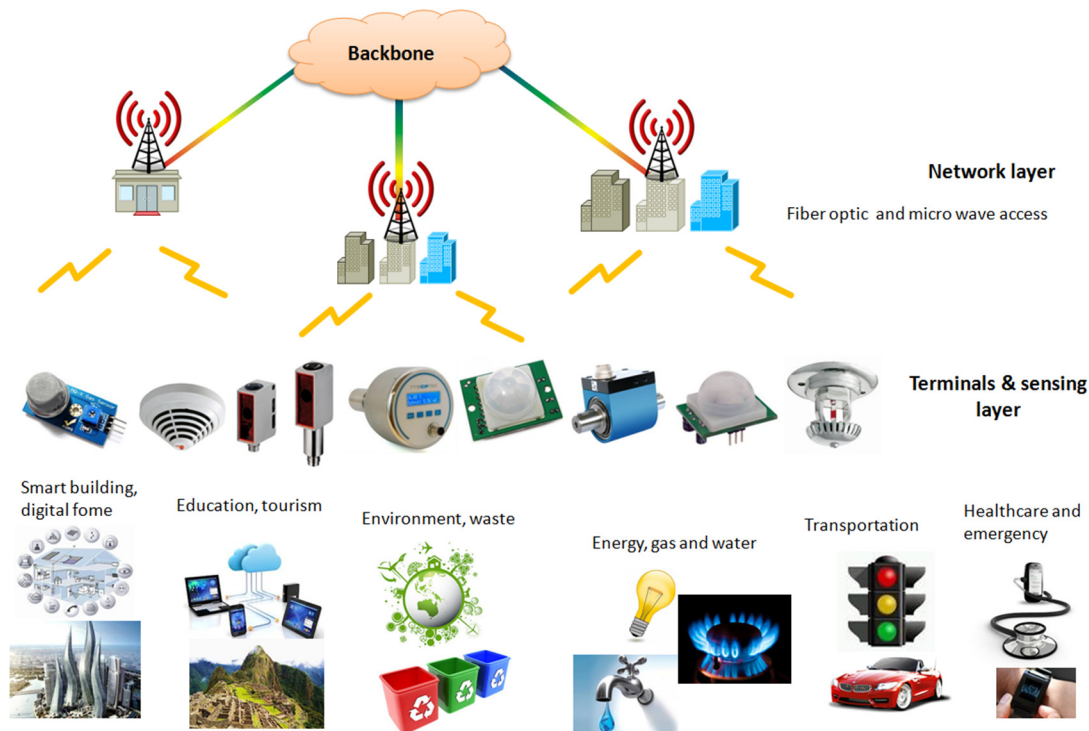 Backbone
Network layer
Fiber optic and micro wave access
Terminals & sensing
layer
Smart building,
digital fome
Education, tourism
Environment, waste
Energy, gas and water
Transportation
Healthcare and
emergency